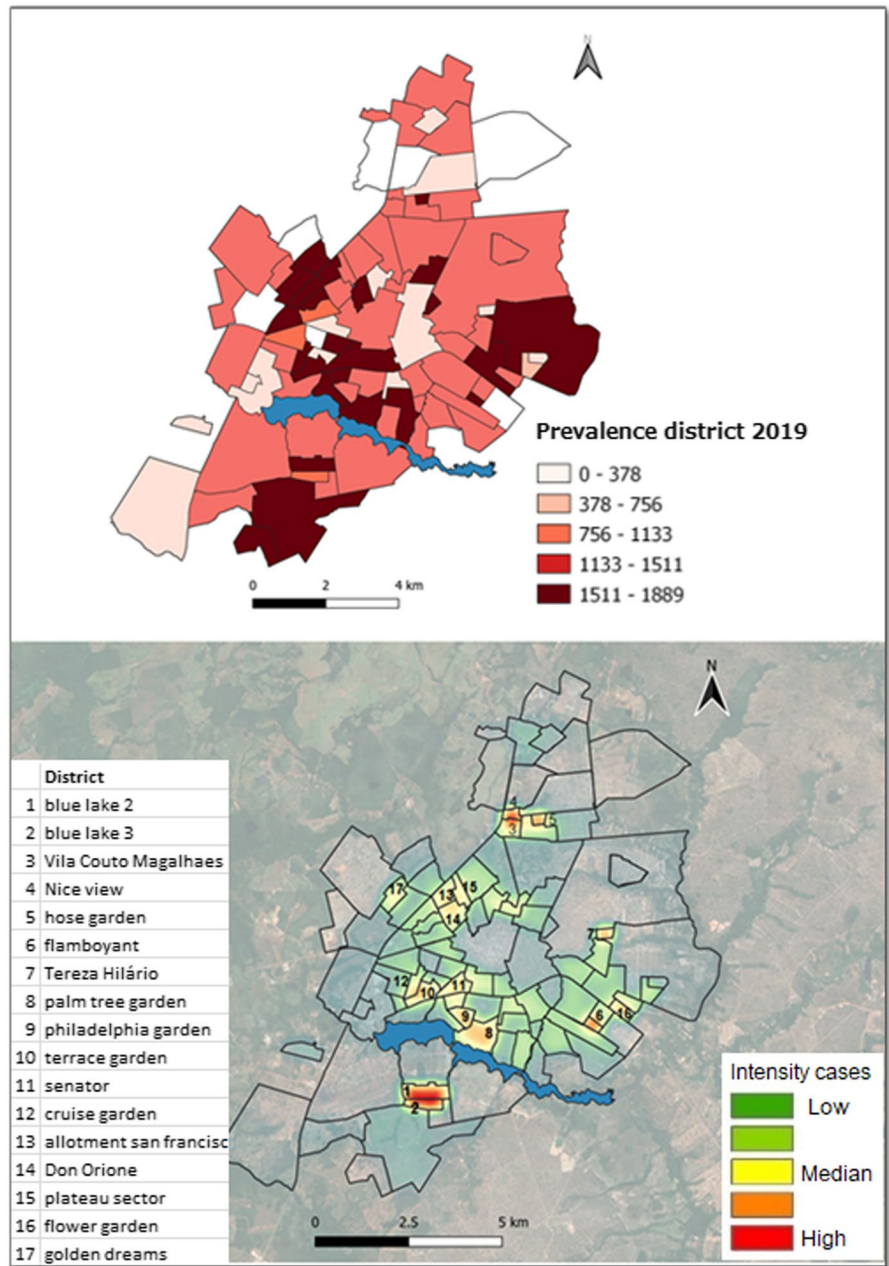 N
Prevalence district 2019
0 - 378
378 - 756
756 - 1133
1133 - 1511
1511 - 1889
0 2 4 km
N
District
1 blue lake 2
2 blue lake 3
3 Vila Couto Magalhaes
4 Nice view
5 hose garden
6 flamboyant
7 Tereza Hilário
8 palm tree garden
9 philadelphia garden
10 terrace garden
11 senator
12 cruise garden
13 allotment san francisc
14 Don Orione
15 plateau sector
16 flower garden
17 golden dreams
4
3 5
17 13 15
14
7
12 10 11
9 8
6 16
1
2
Intensity cases
Low
Median
High
0 2.5 5 km